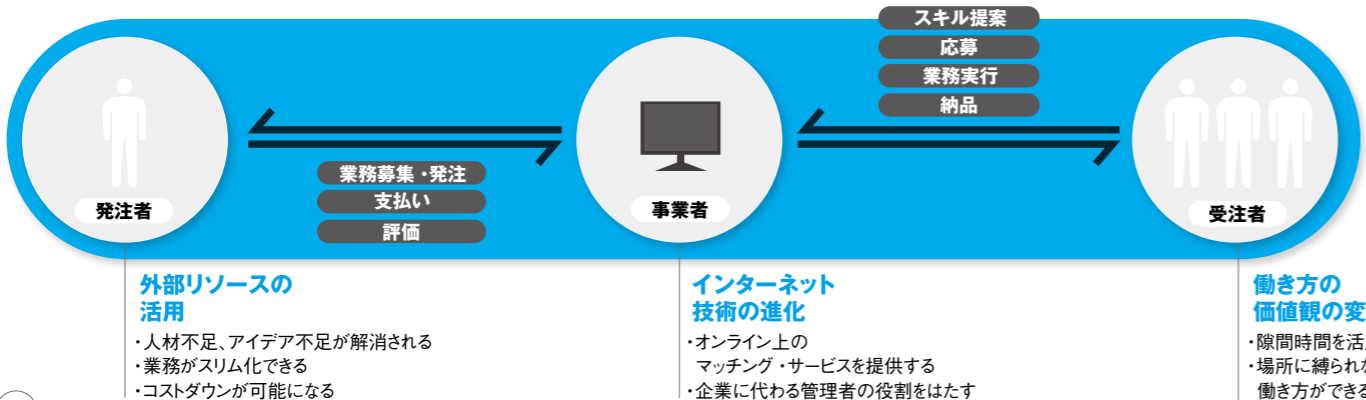 スキル提案
応募
業務実行
納品
業務募集・発注
支払い
評価
発注者
事業者
受注者
外部リソースの
活用
・人材不足、アイデア不足が解消される
・業務がスリム化できる
・コストダウンが可能になる
インターネット
技術の進化
・オンライン上の
マッチング・サービスを提供する
・企業に代わる管理者の役割をはたす
働き方の
価値観の変
・隙間時間を活
・場所に縛られな
働き方ができる